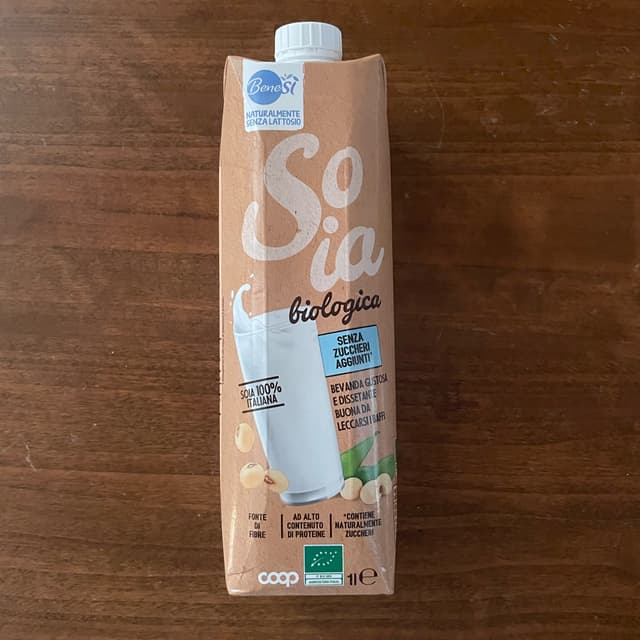 Benesì
NATURALMENTE
SENZA LATTOSIO
So
ia
biologica
SENZA
ZUCCHERI
AGGIUNTI*
SOIA 100%
ITALIANA
BEVANDA GUSTOSA
E DISSETANTE
BUONA DA
LECCARSI I BAFFI
FONTE
DI
FIBRE
AD ALTO
CONTENUTO
DI PROTEINE
*CONTIENE
NATURALMENTE
ZUCCHERI
coop
1l e